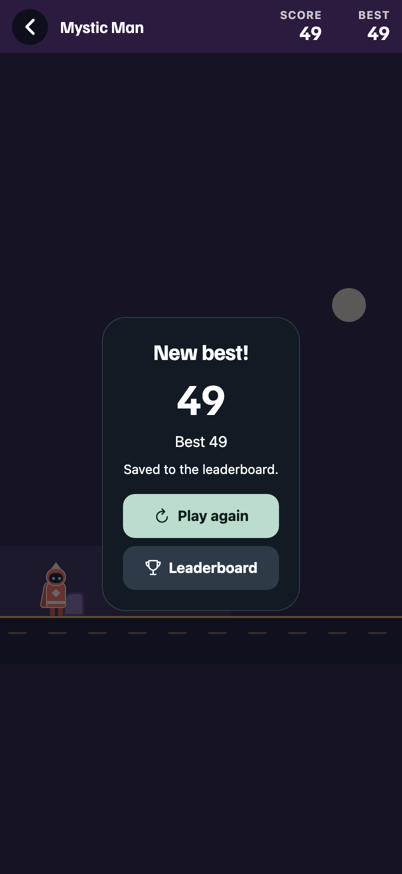 Mystic Man
SCORE
49
BEST
49
New best!
49
Best 49
Saved to the leaderboard.
Play again
Leaderboard